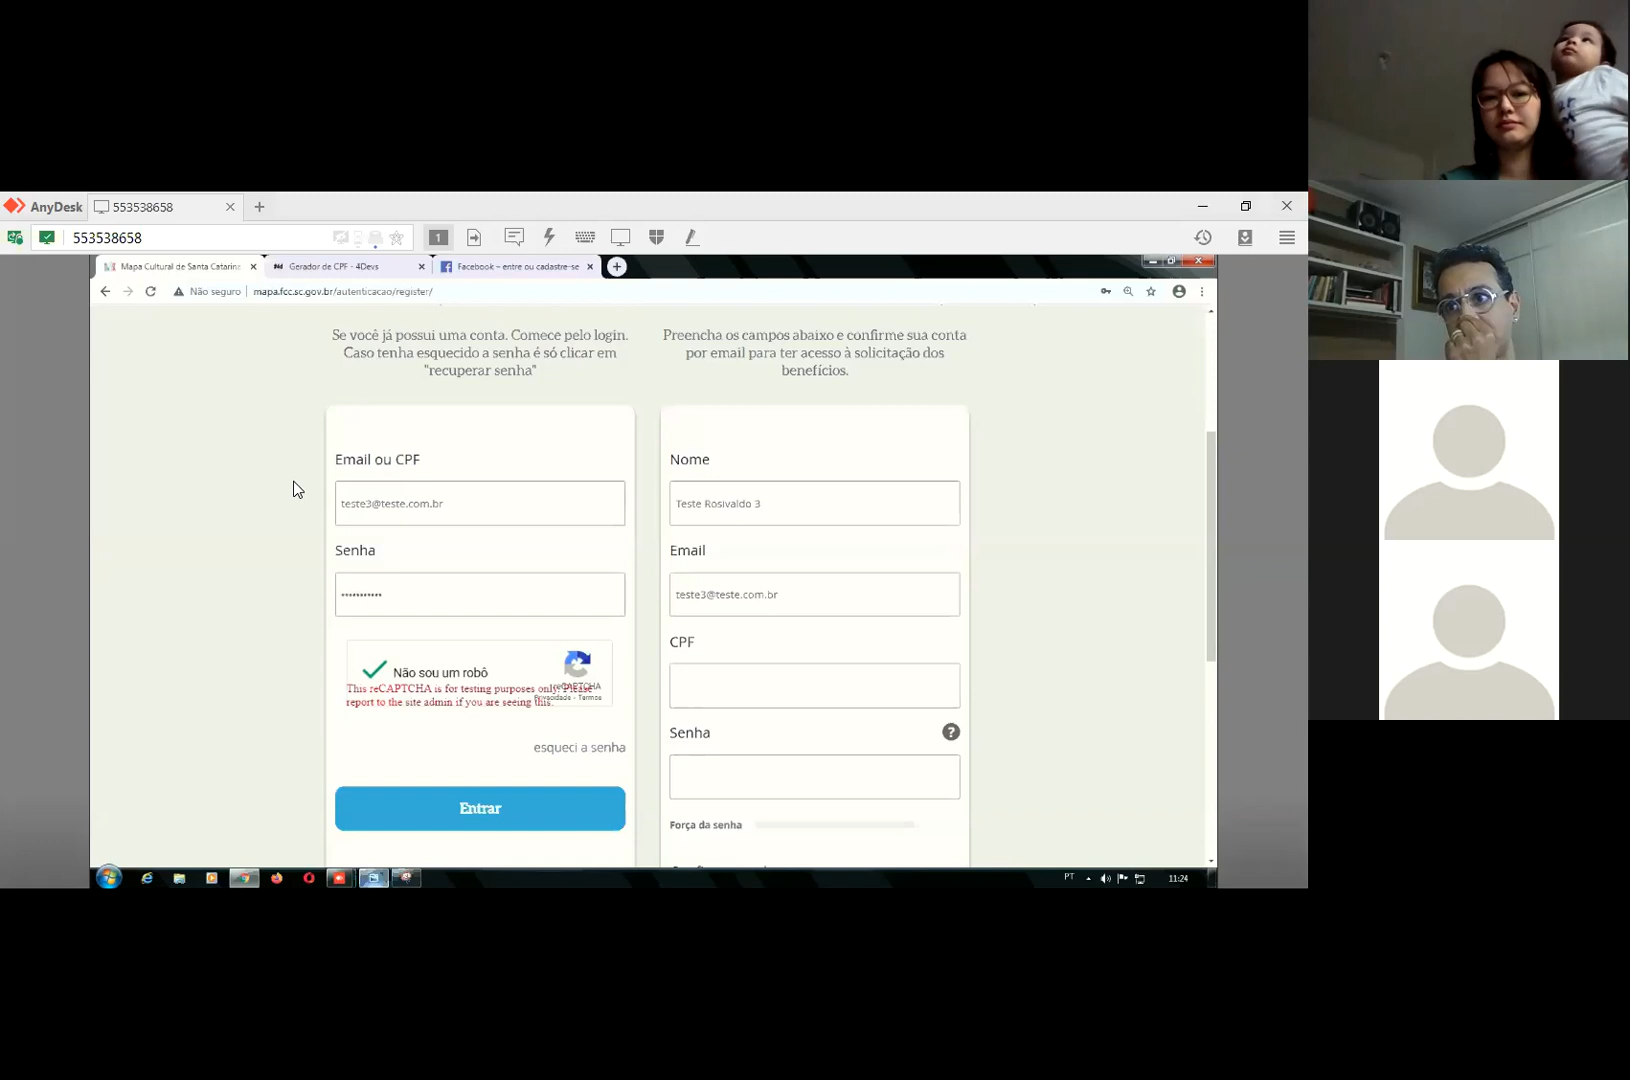 AnyDesk
553538658
553538658
1
Mapa Cultural de Santa Catarina
Gerador de CPF - 4Devs
Facebook – entre ou cadastre-se
Não seguro
mapa.fcc.sc.gov.br/autenticacao/register/
Se você já possui uma conta. Comece pelo login.
Caso tenha esquecido a senha é só clicar em
"recuperar senha"
Preencha os campos abaixo e confirme sua conta
por email para ter acesso à solicitação dos
benefícios.
Email ou CPF
teste3@teste.com.br
Senha
Não sou um robô
reCAPTCHA
Privacidade - Termos
This reCAPTCHA is for testing purposes only. Please
report to the site admin if you are seeing this.
esqueci a senha
Entrar
Nome
Teste Rosivaldo 3
Email
teste3@teste.com.br
CPF
Senha
?
Força da senha
PT
11:24